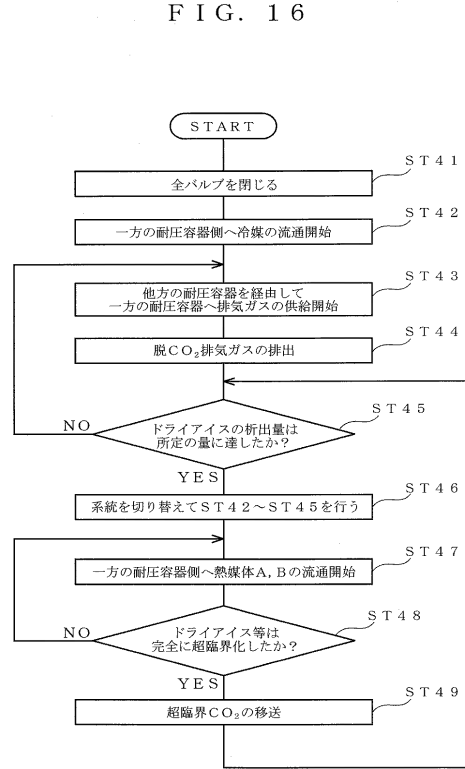 FIG. 16
START
ST41
全バルブを閉じる
ST42
一方の耐圧容器側へ冷媒の流通開始
ST43
他方の耐圧容器を経由して
一方の耐圧容器へ排気ガスの供給開始
ST44
脱CO₂排気ガスの排出
ST45
ドライアイスの析出量は
所定の量に達したか？
NO
YES
ST46
系統を切り替えてST42～ST45を行う
ST47
一方の耐圧容器側へ熱媒体A,Bの流通開始
ST48
ドライアイス等は
完全に超臨界化したか？
NO
YES
ST49
超臨界CO₂の移送